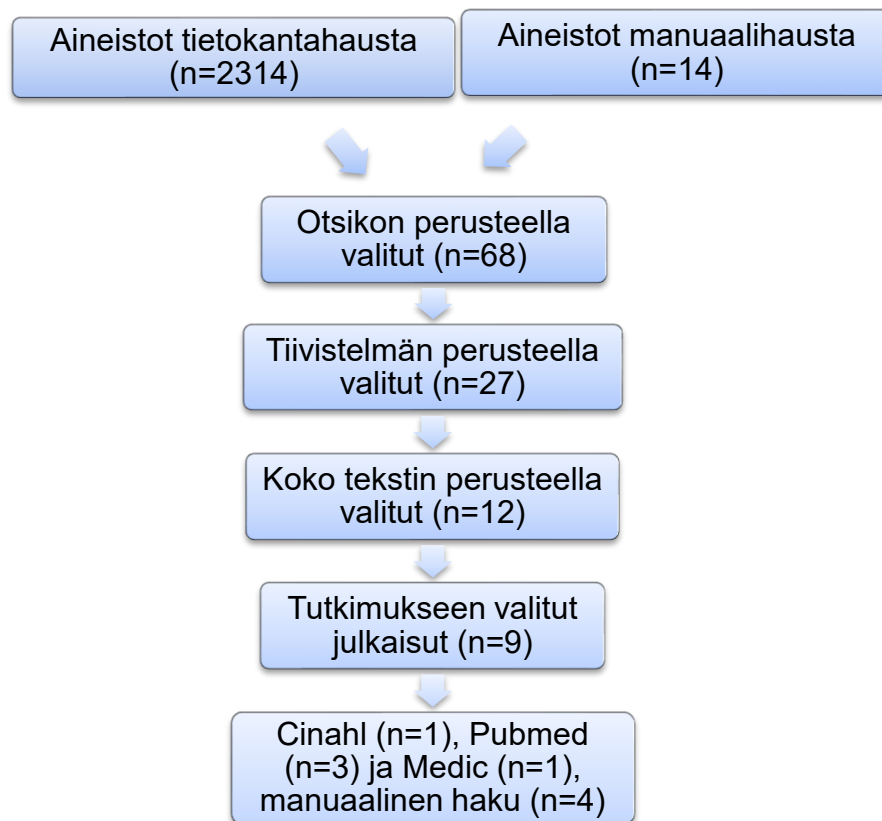 Aineistot tietokantahausta
(n=2314)
Aineistot manuaalihausta
(n=14)
Otsikon perusteella
valitut (n=68)
Tiivistelmän perusteella
valitut (n=27)
Koko tekstin perusteella
valitut (n=12)
Tutkimukseen valitut
julkaisut (n=9)
Cinahl (n=1), Pubmed
(n=3) ja Medic (n=1),
manuaalinen haku (n=4)